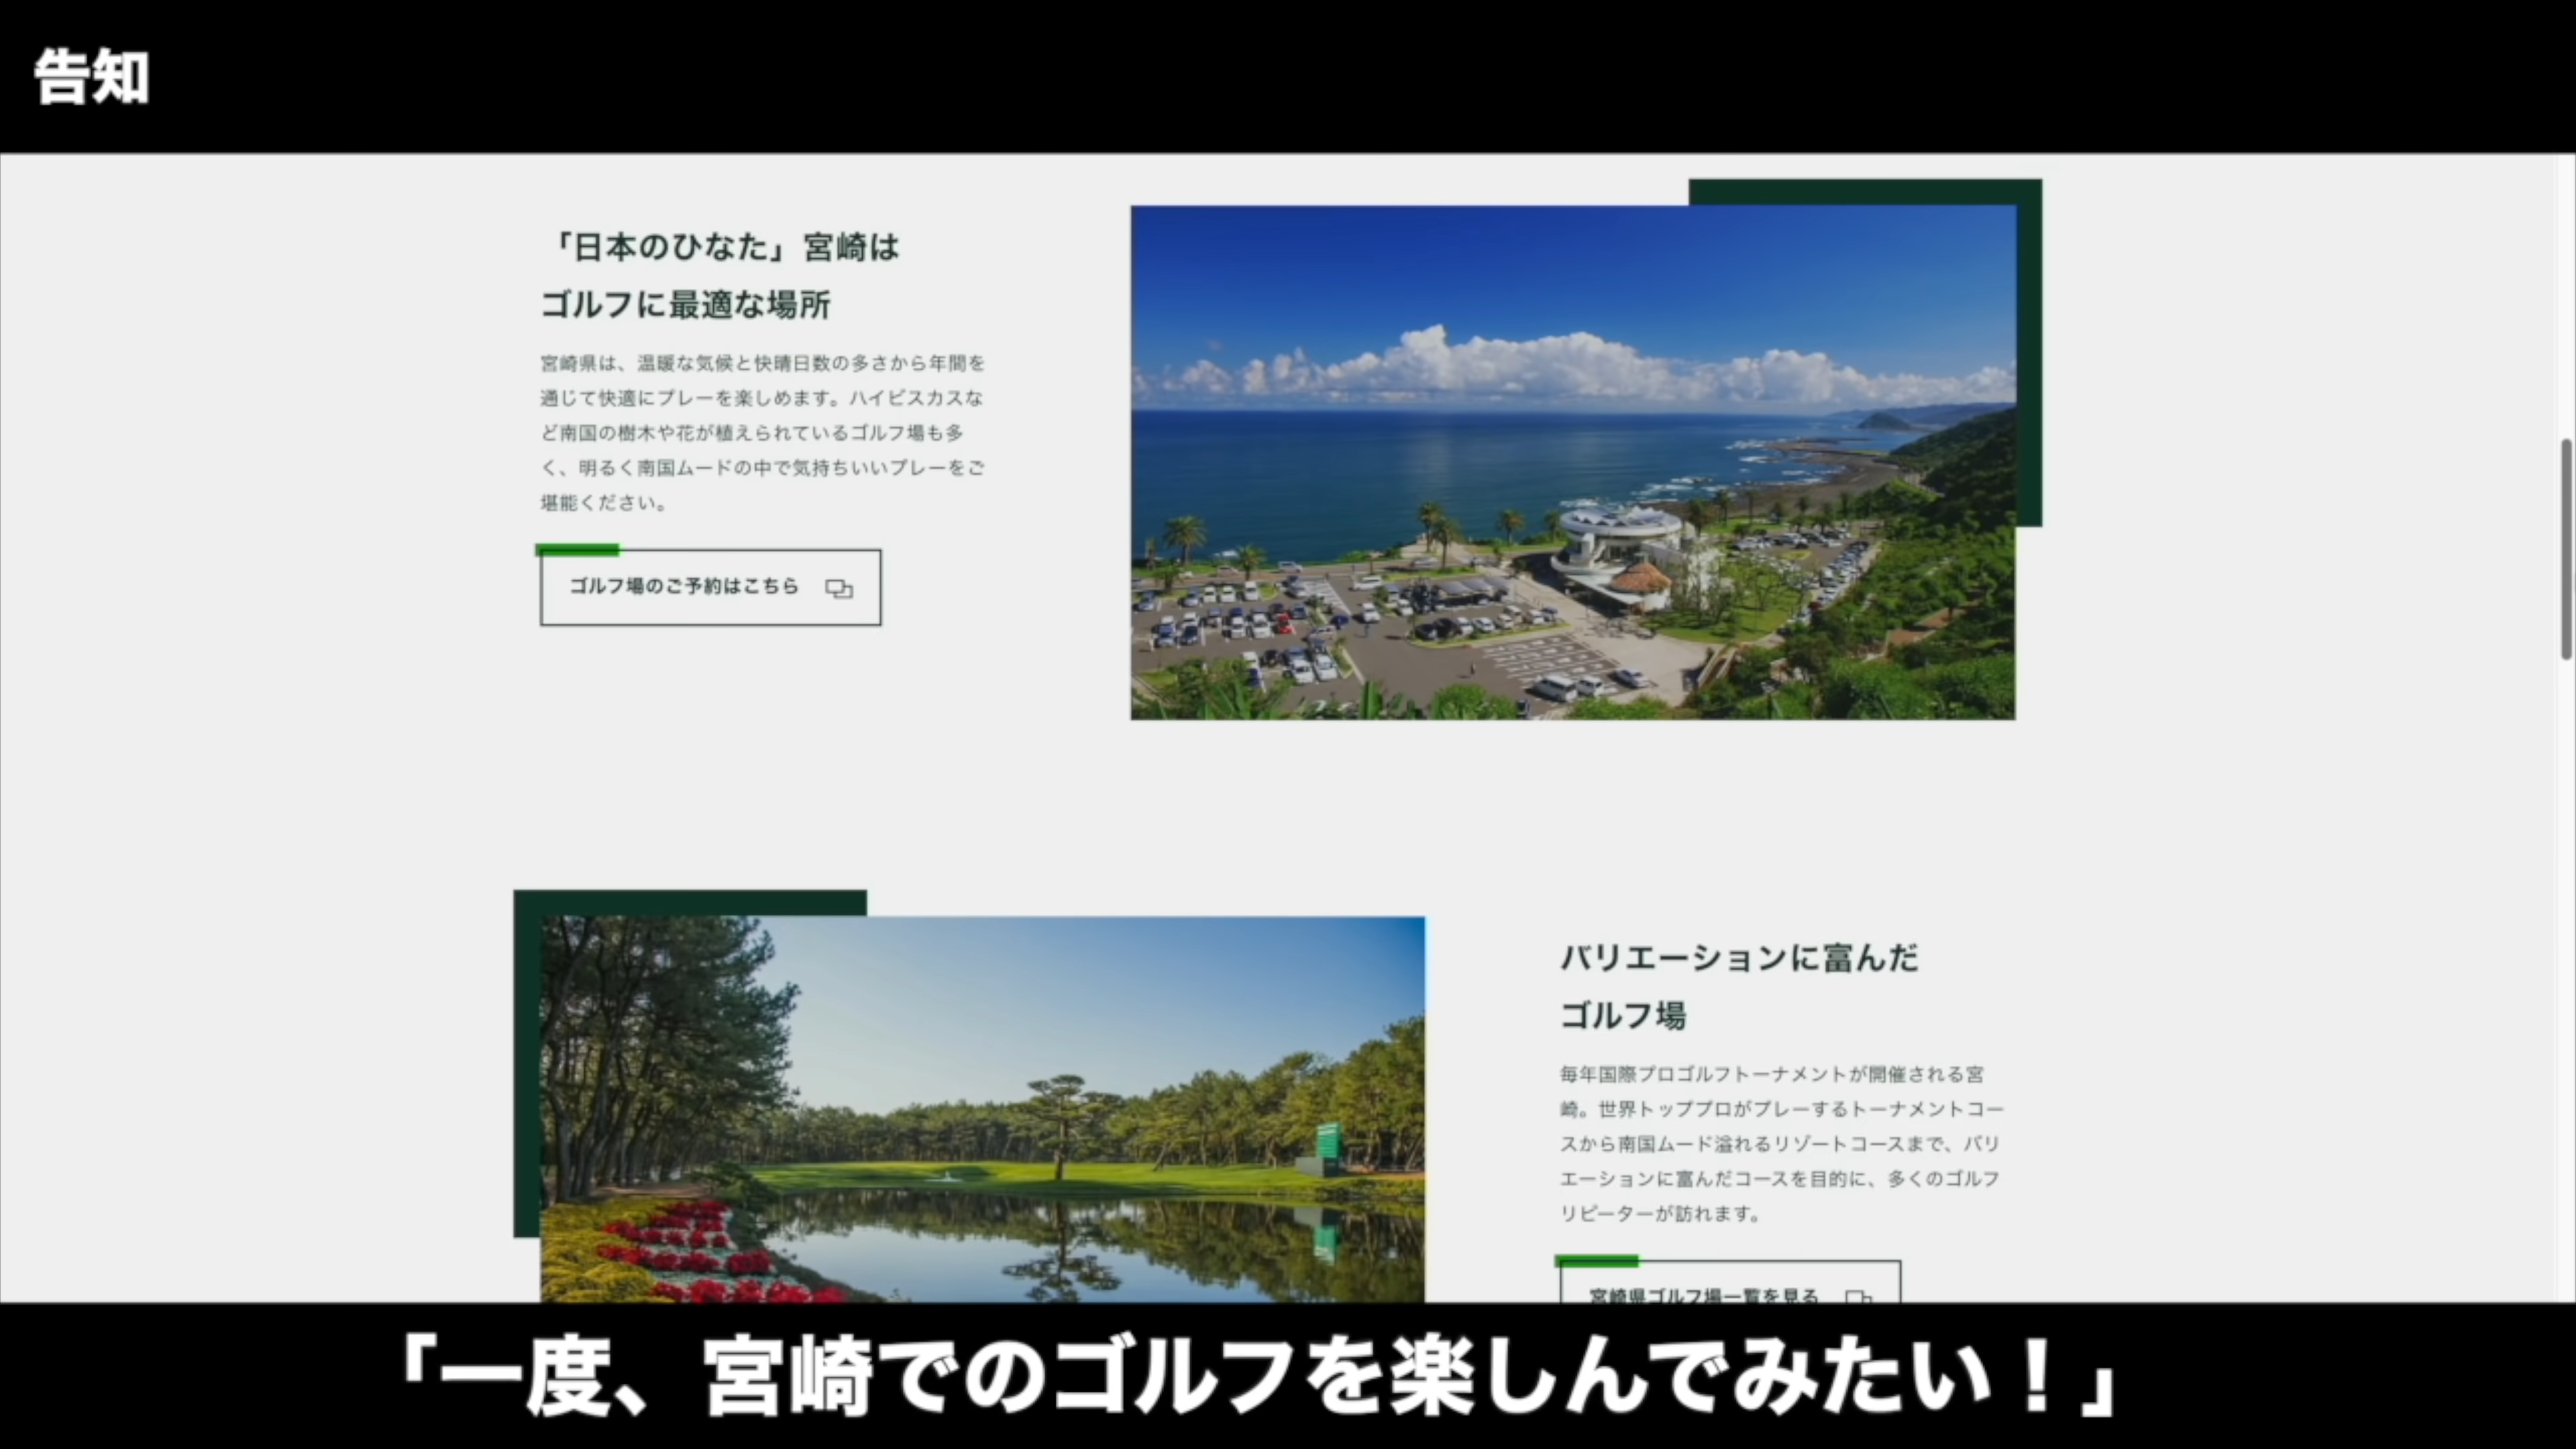 告知
「日本のひなた」宮崎は
ゴルフに最適な場所
宮崎県は、温暖な気候と快晴日数の多さから年間を
通じて快適にプレーを楽しめます。ハイビスカスな
ど南国の樹木や花が植えられているゴルフ場も多
く、明るく南国ムードの中で気持ちいいプレーをご
堪能ください。
ゴルフ場のご予約はこちら
バリエーションに富んだ
ゴルフ場
毎年国際プロゴルフトーナメントが開催される宮
崎。世界トッププロがプレーするトーナメントコー
スから南国ムード溢れるリゾートコースまで、バリ
エーションに富んだコースを目的に、多くのゴルフ
リピーターが訪れます。
宮崎県ゴルフ場一覧を見る
「一度、宮崎でのゴルフを楽しんでみたい！」